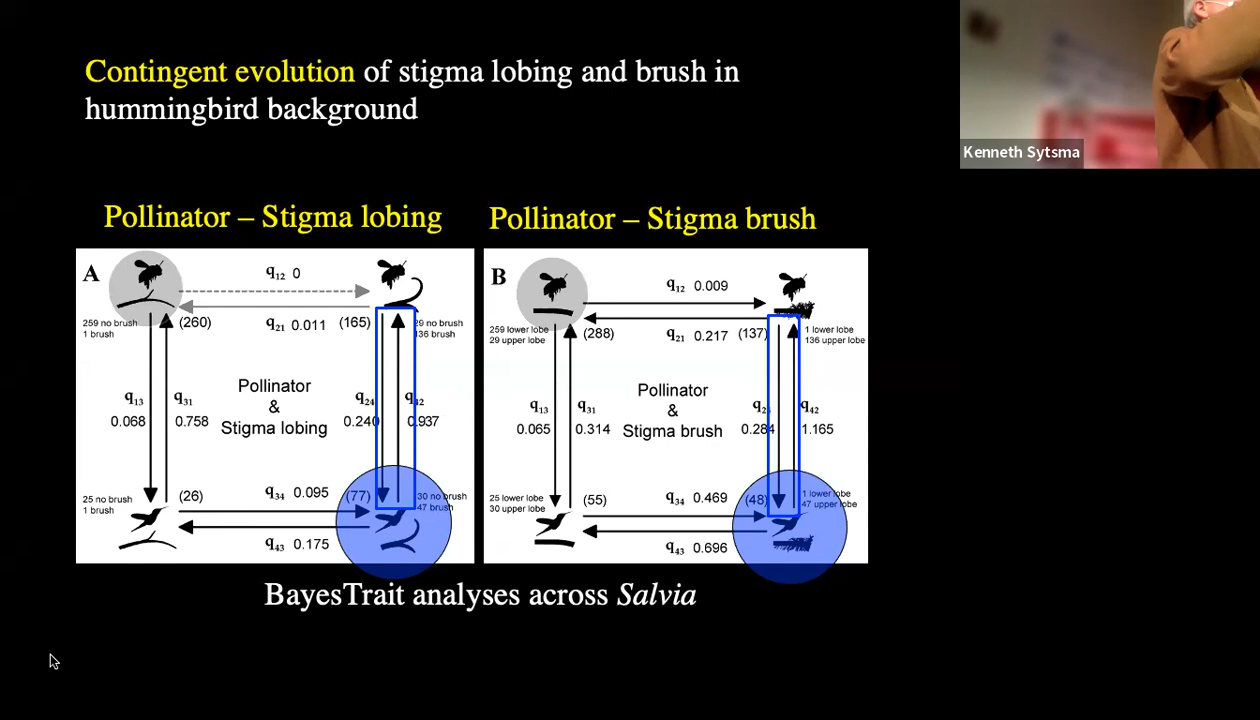 Contingent evolution of stigma lobing and brush in
hummingbird background
Kenneth Sytsma
Pollinator – Stigma lobing
Pollinator – Stigma brush
A
q12 0
259 no brush
1 brush
(260)
q21 0.011
(165)
29 no brush
136 brush
q13
0.068
q31
0.758
Pollinator
&
Stigma lobing
q24
0.240
q42
0.937
25 no brush
1 brush
(26)
q34 0.095
(77)
30 no brush
47 brush
q43 0.175
B
q12 0.009
259 lower lobe
29 upper lobe
(288)
q21 0.217
(137)
1 lower lobe
136 upper lobe
q13
0.065
q31
0.314
Pollinator
&
Stigma brush
0.284
q42
1.165
25 lower lobe
30 upper lobe
(55)
q34 0.469
(48)
1 lower lobe
47 upper lobe
q43 0.696
BayesTrait analyses across Salvia